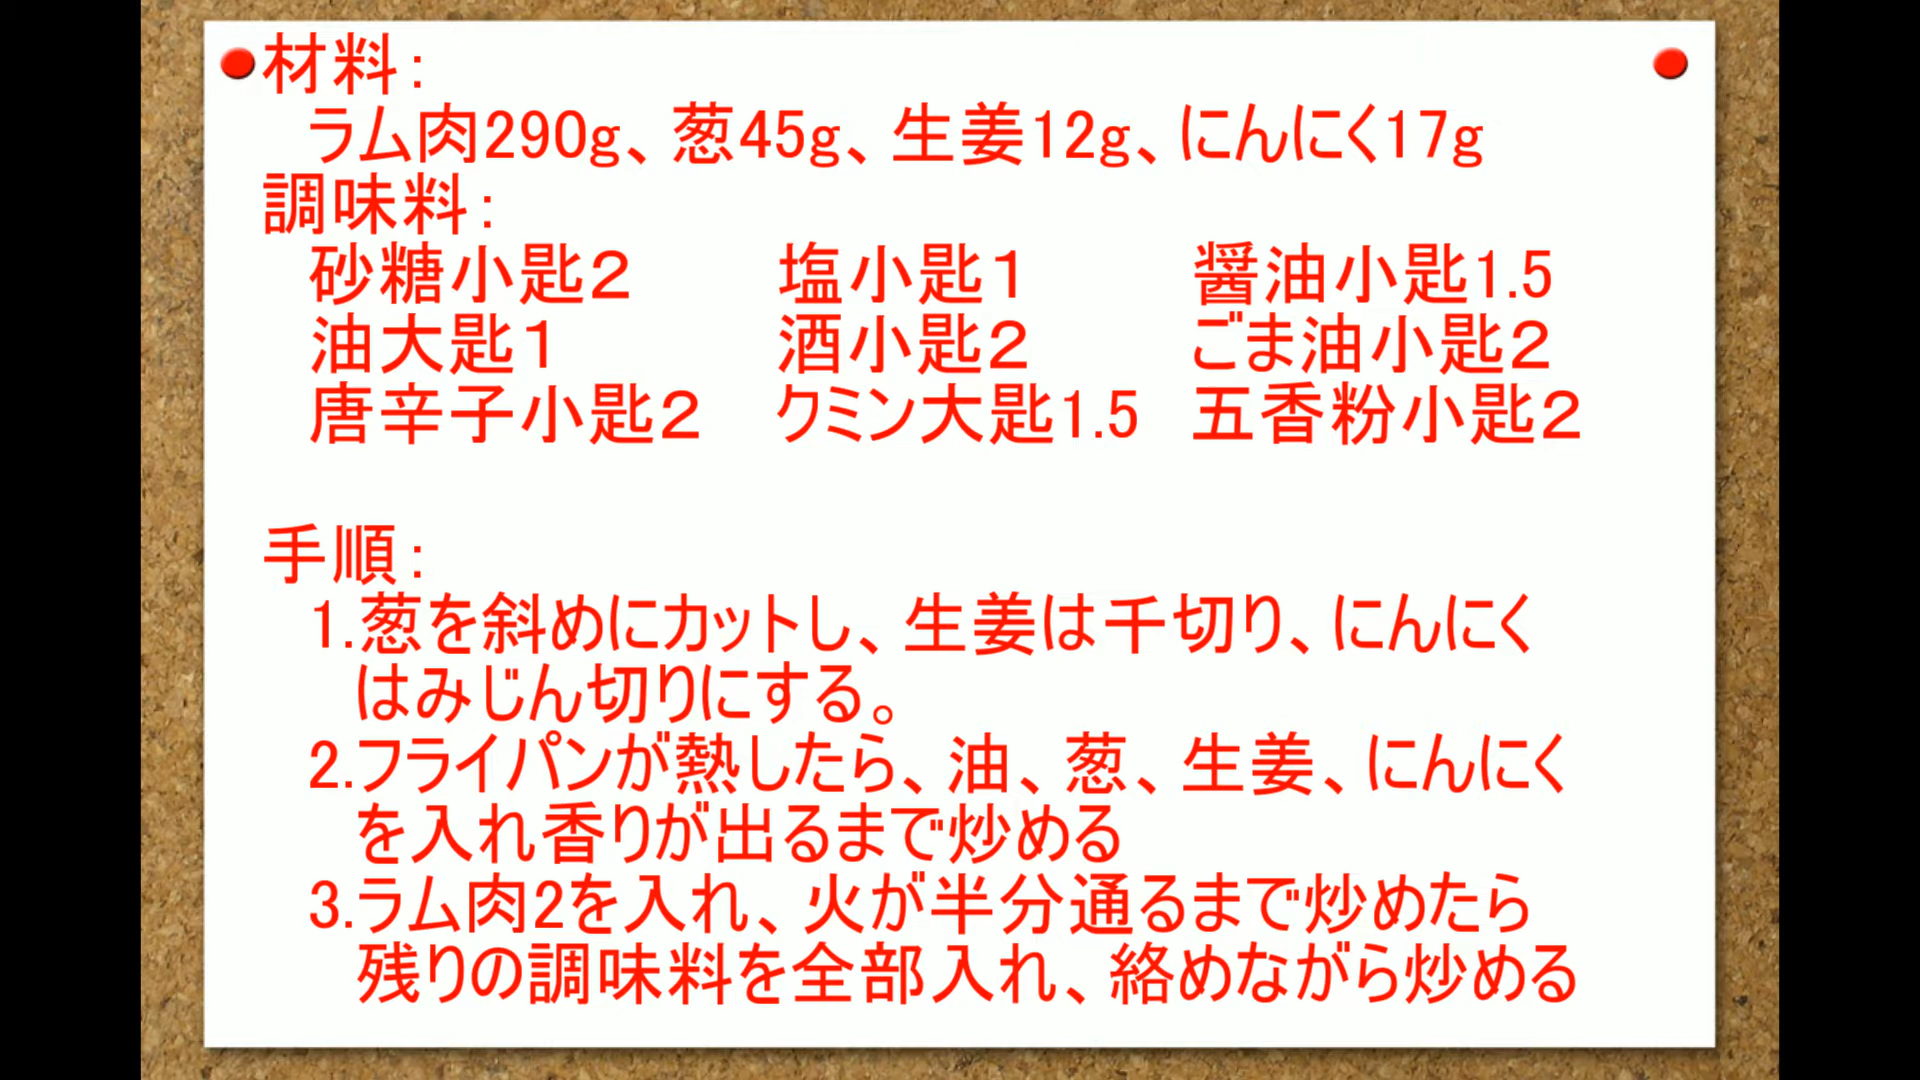 材料：
ラム肉290g、葱45g、生姜12g、にんにく17g
調味料：
砂糖小匙２ 塩小匙１ 醤油小匙1.5
油大匙１ 酒小匙２ ごま油小匙２
唐辛子小匙２ クミン大匙1.5 五香粉小匙２
手順：
1.葱を斜めにカットし、生姜は千切り、にんにく
はみじん切りにする。
2.フライパンが熱したら、油、葱、生姜、にんにく
を入れ香りが出るまで炒める
3.ラム肉2を入れ、火が半分通るまで炒めたら
残りの調味料を全部入れ、絡めながら炒める